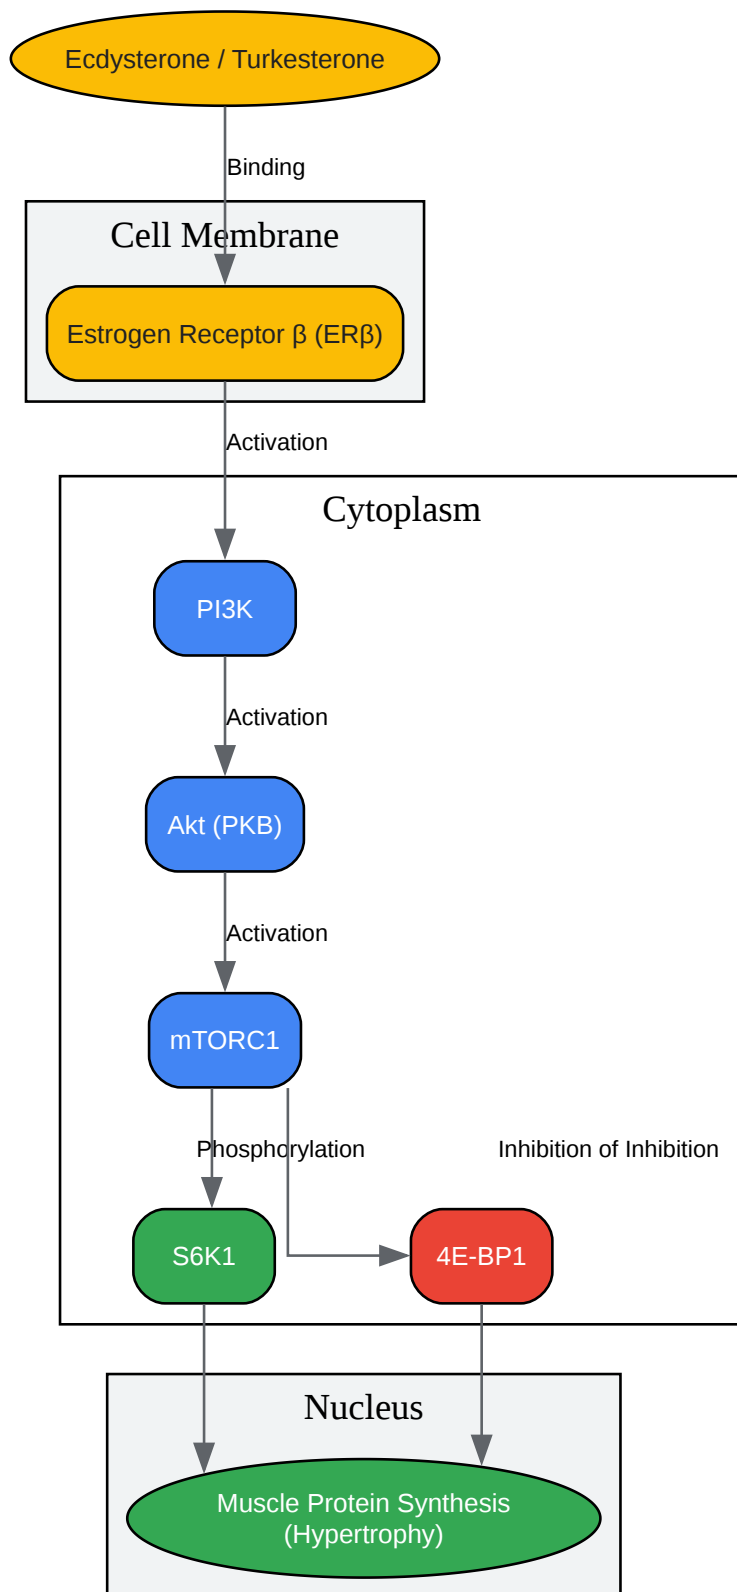 Ecdysterone / Turkesterone
Binding
Cell Membrane
Estrogen Receptor β (ERβ)
Activation
Cytoplasm
PI3K
Activation
Akt (PKB)
Activation
mTORC1
Phosphorylation
Inhibition of Inhibition
S6K1
4E-BP1
Nucleus
Muscle Protein Synthesis
(Hypertrophy)